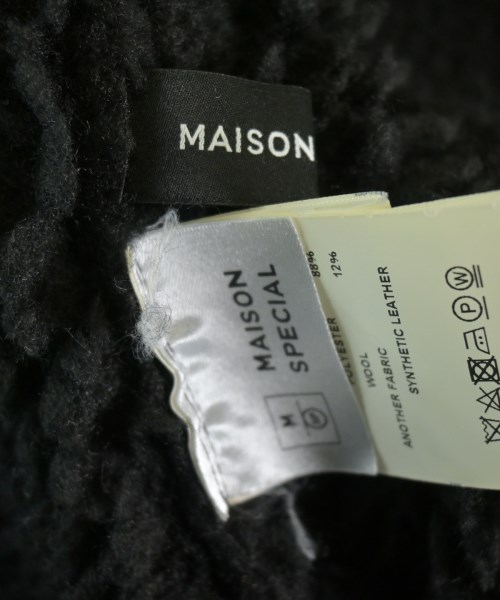 MAISON
MAISON
SPECIAL
M
88%
12%
POLYESTER
WOOL
ANOTHER FABRIC
SYNTHETIC LEATHER
P
W